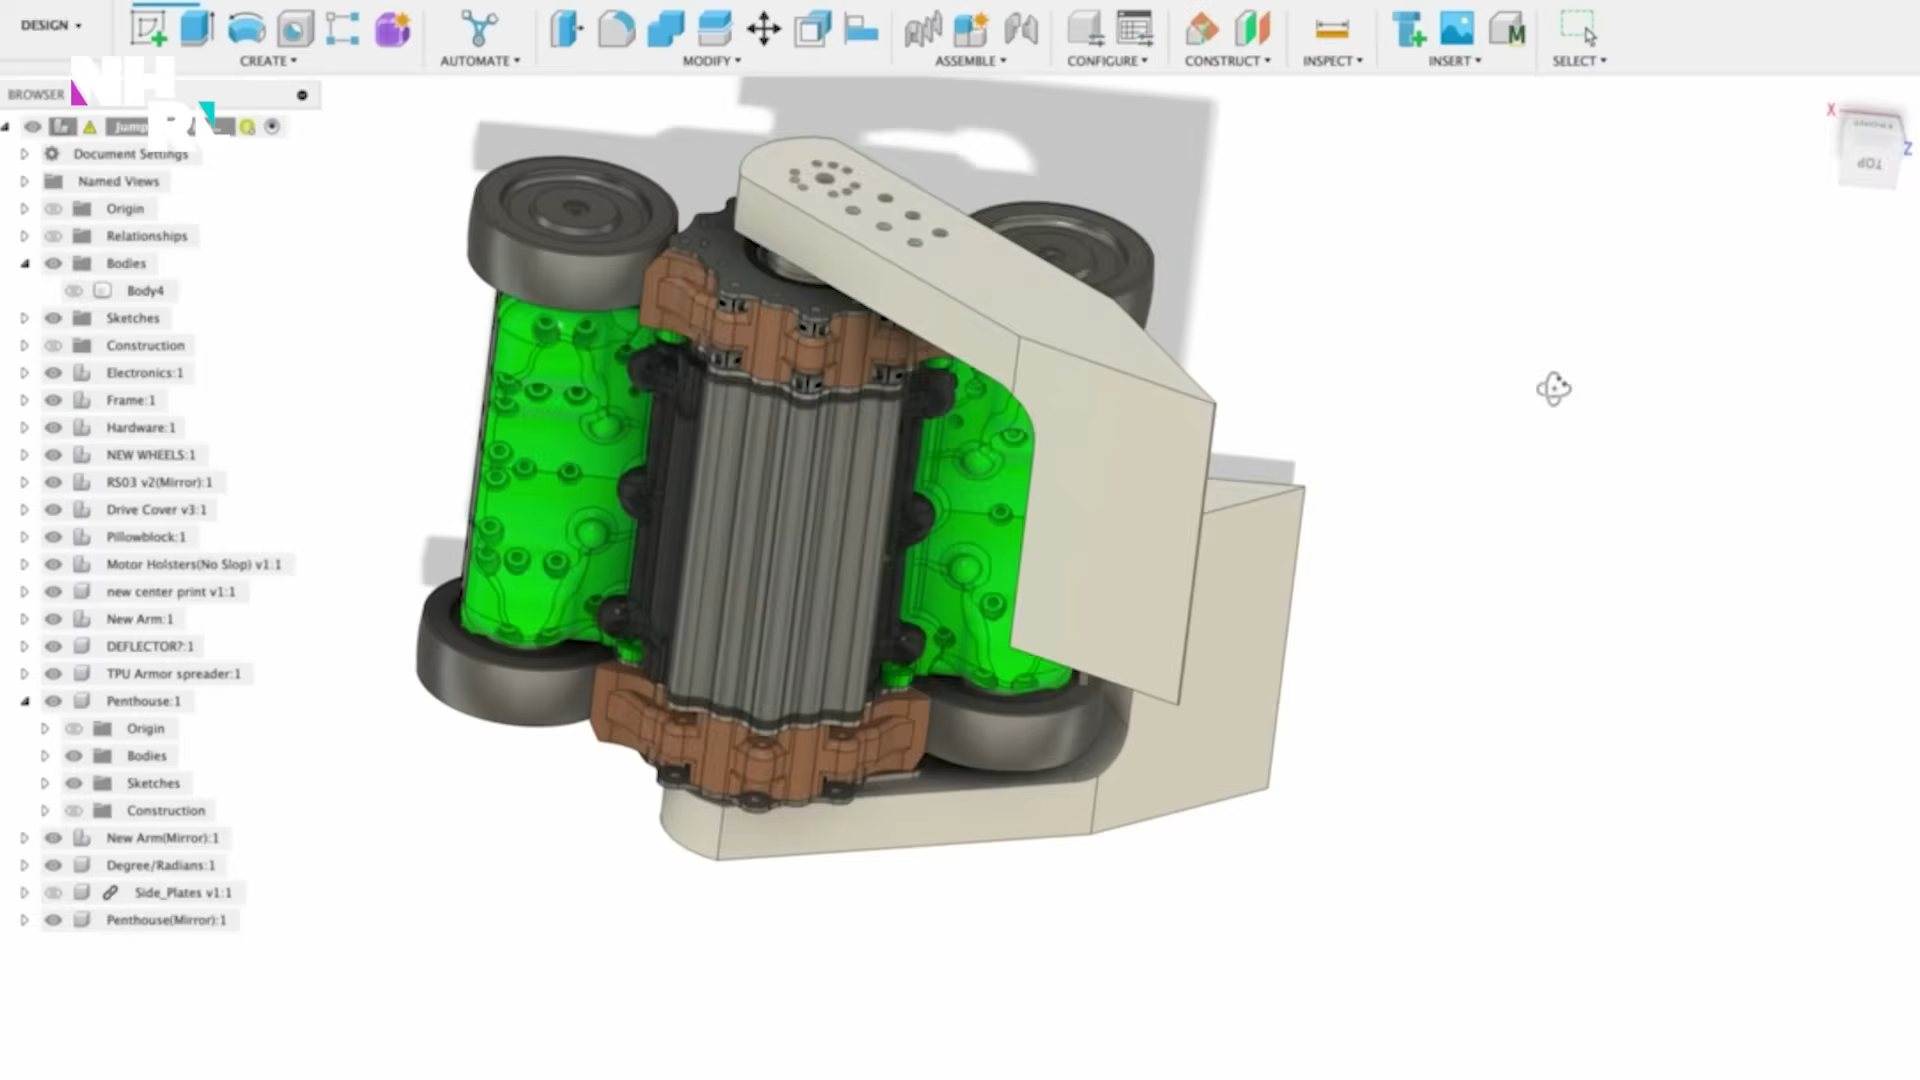 DESIGN
CREATE
AUTOMATE
MODIFY
ASSEMBLE
CONFIGURE
CONSTRUCT
INSPECT
INSERT
SELECT
M
BROWSER
NHRL
Jump
Document Settings
Named Views
Origin
Relationships
Bodies
Body4
Sketches
Construction
Electronics:1
Frame:1
Hardware:1
NEW WHEELS:1
RS03 v2(Mirror):1
Drive Cover v3:1
Pillowblock:1
Motor Holsters(No Slop) v1:1
new center print v1:1
New Arm:1
DEFLECTOR?:1
TPU Armor spreader:1
Penthouse:1
Origin
Bodies
Sketches
Construction
New Arm(Mirror):1
Degree/Radians:1
Side_Plates v1:1
Penthouse(Mirror):1
X
FRONT
Z
TOP